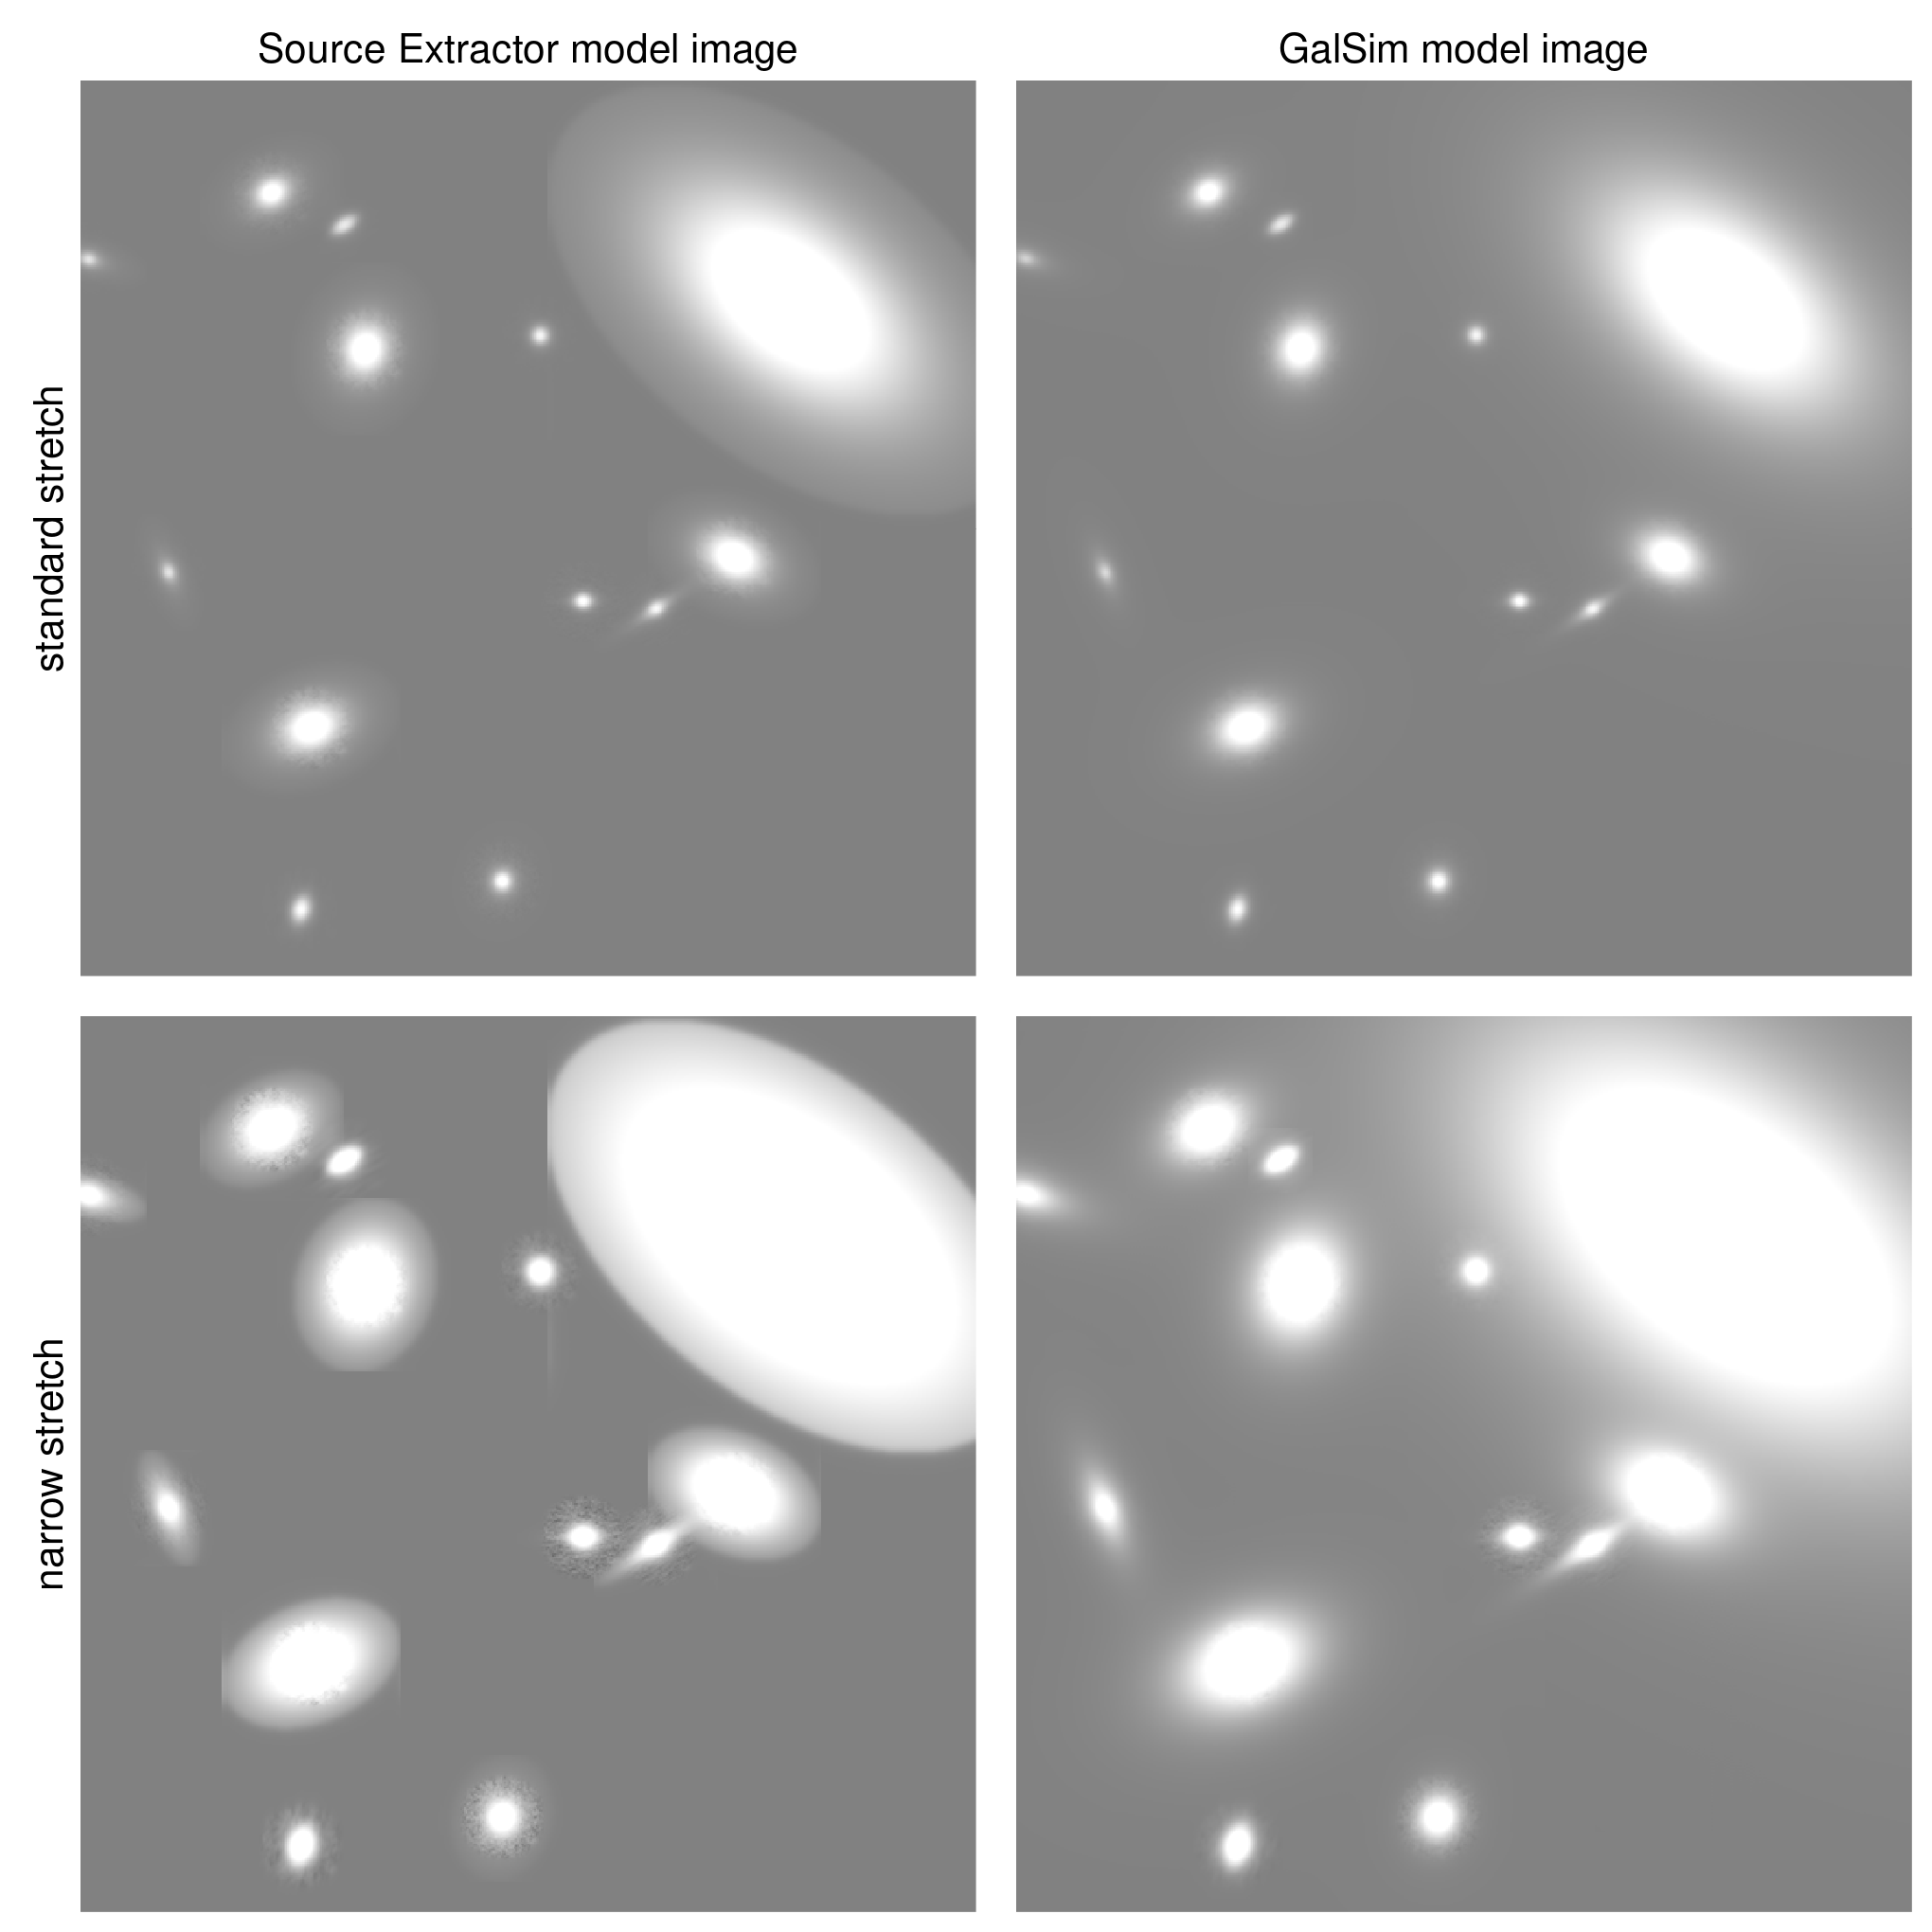 Source Extractor model image
GalSim model image
standard stretch
narrow stretch